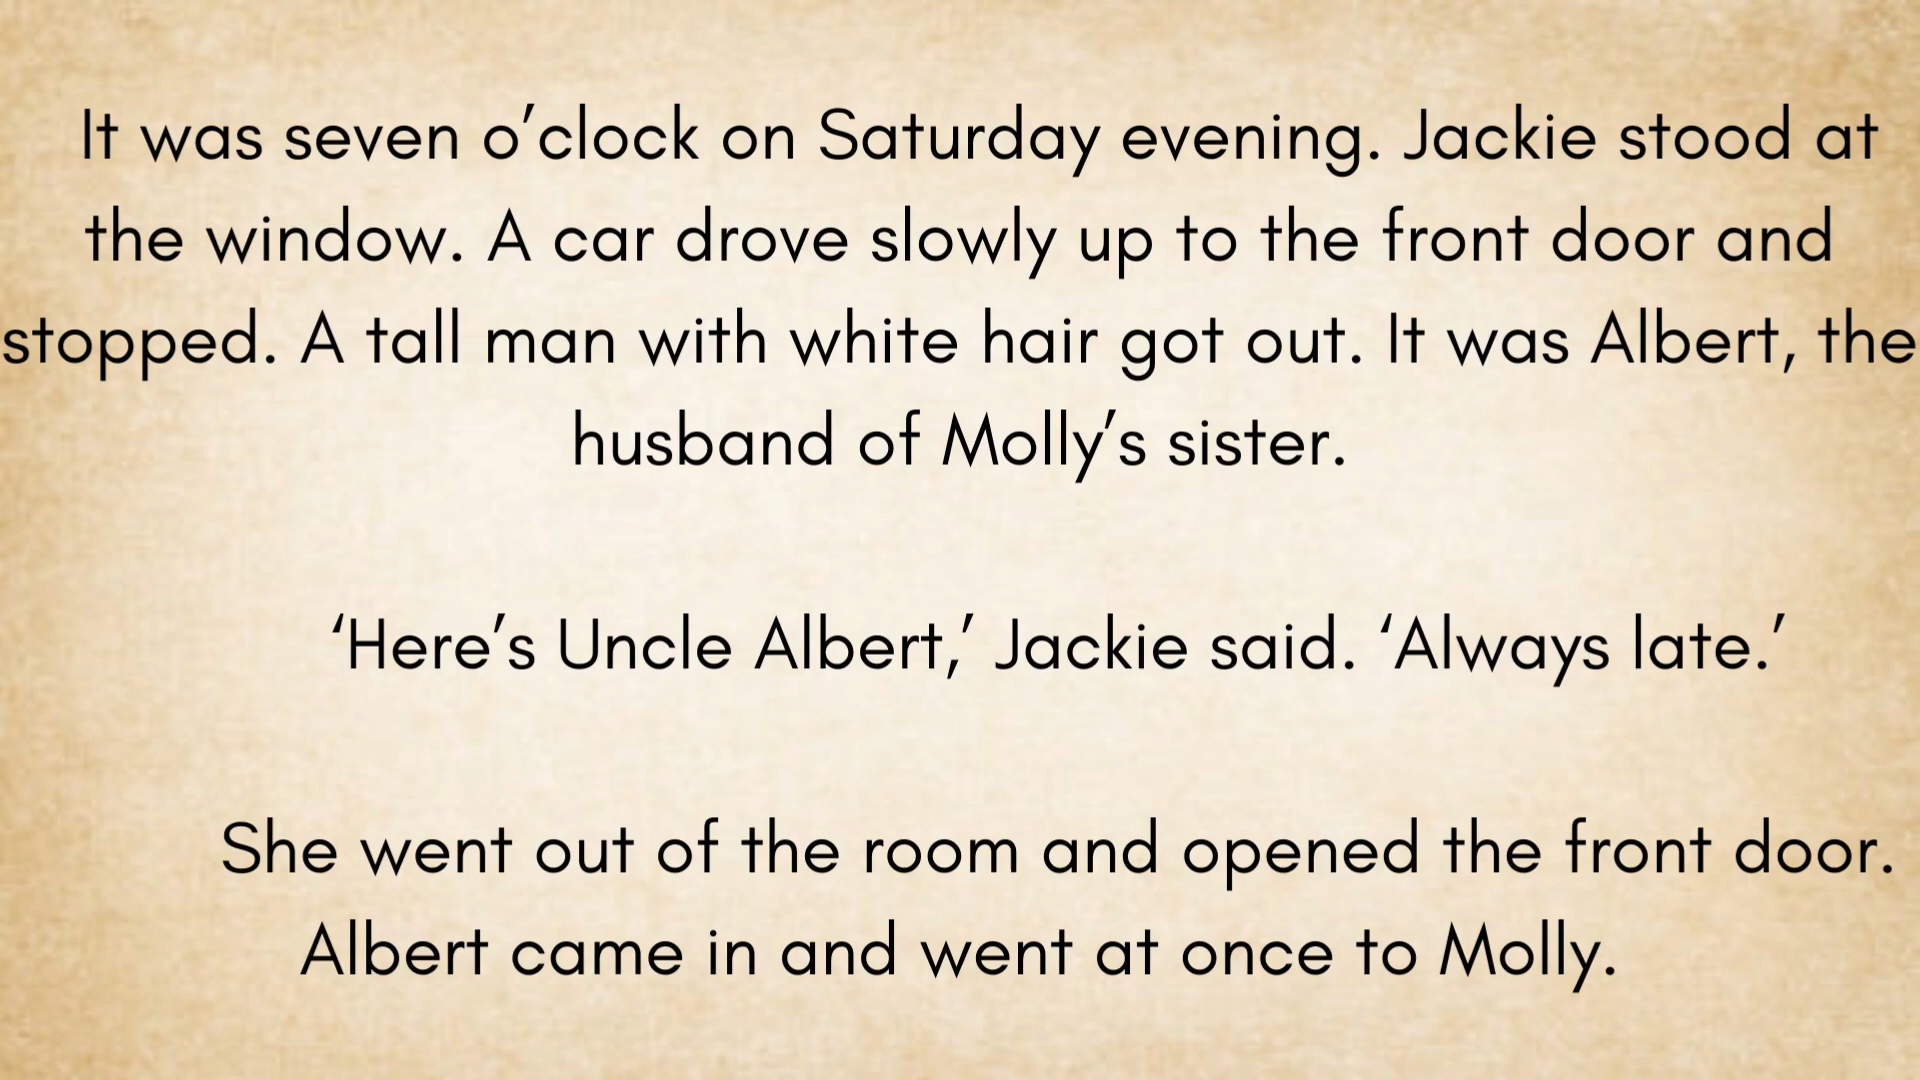 It was seven o’clock on Saturday evening. Jackie stood at
the window. A car drove slowly up to the front door and
stopped. A tall man with white hair got out. It was Albert, the
husband of Molly’s sister.
‘Here’s Uncle Albert,’ Jackie said. ‘Always late.’
She went out of the room and opened the front door.
Albert came in and went at once to Molly.